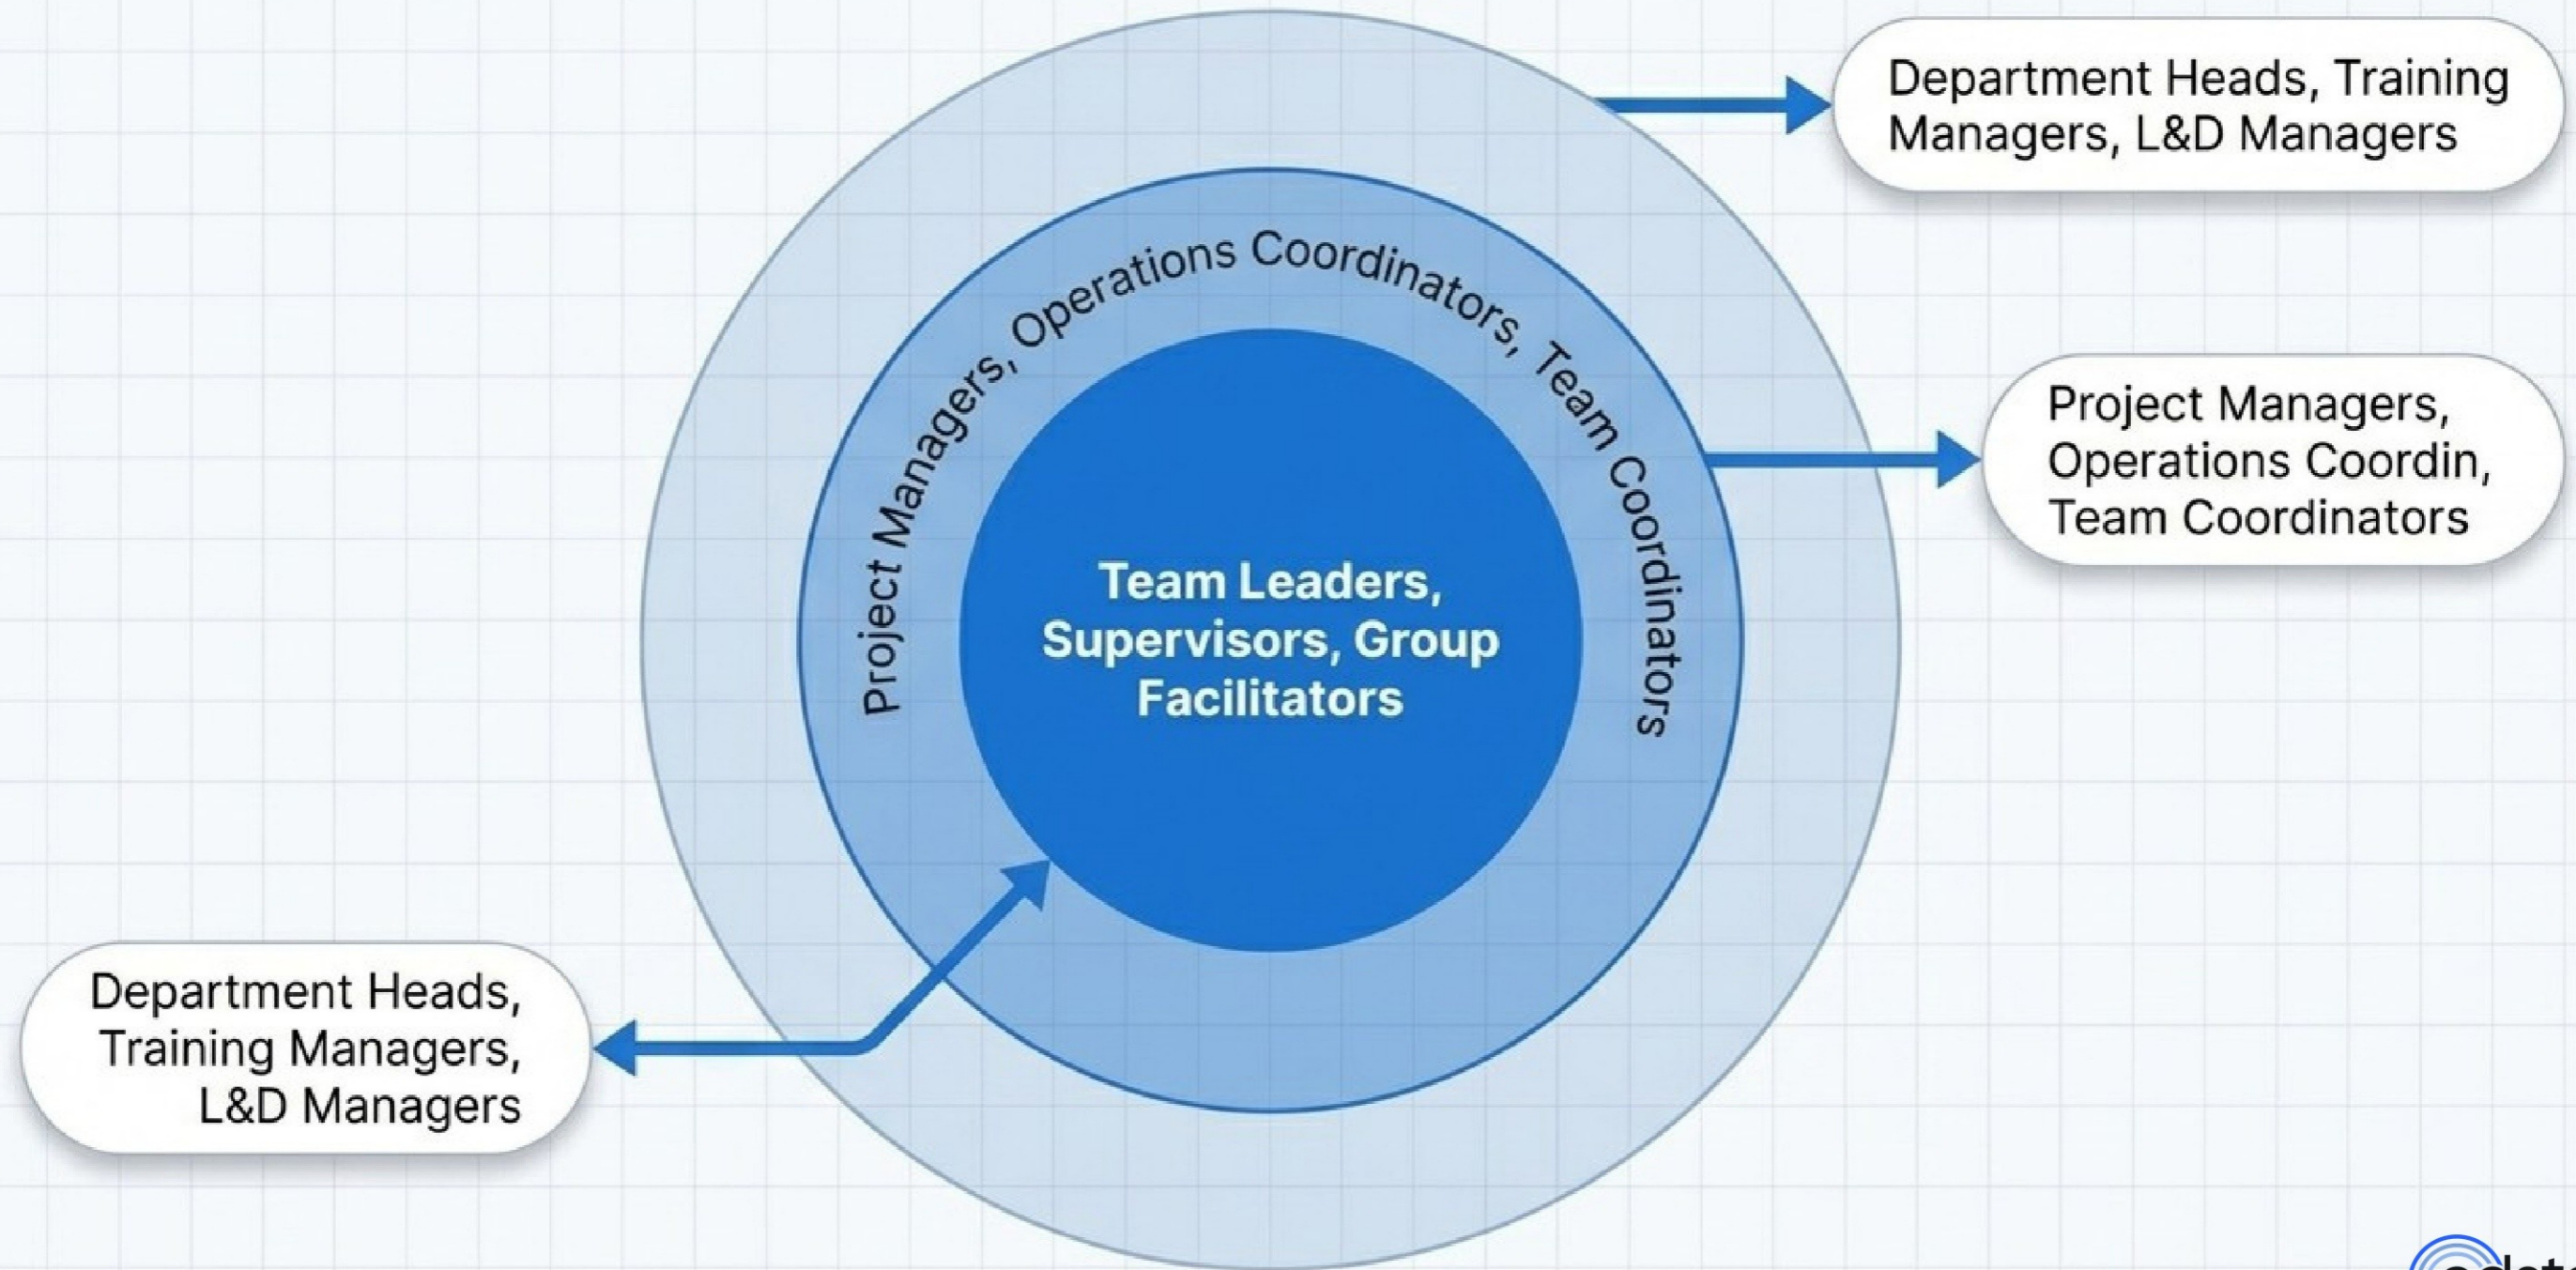 Department Heads, Training
Managers, L&D Managers
Project Managers, Operations Coordinators, Team Coordinators
Project Managers,
Operations Coordin,
Team Coordinators
Team Leaders,
Supervisors, Group
Facilitators
Department Heads,
Training Managers,
L&D Managers